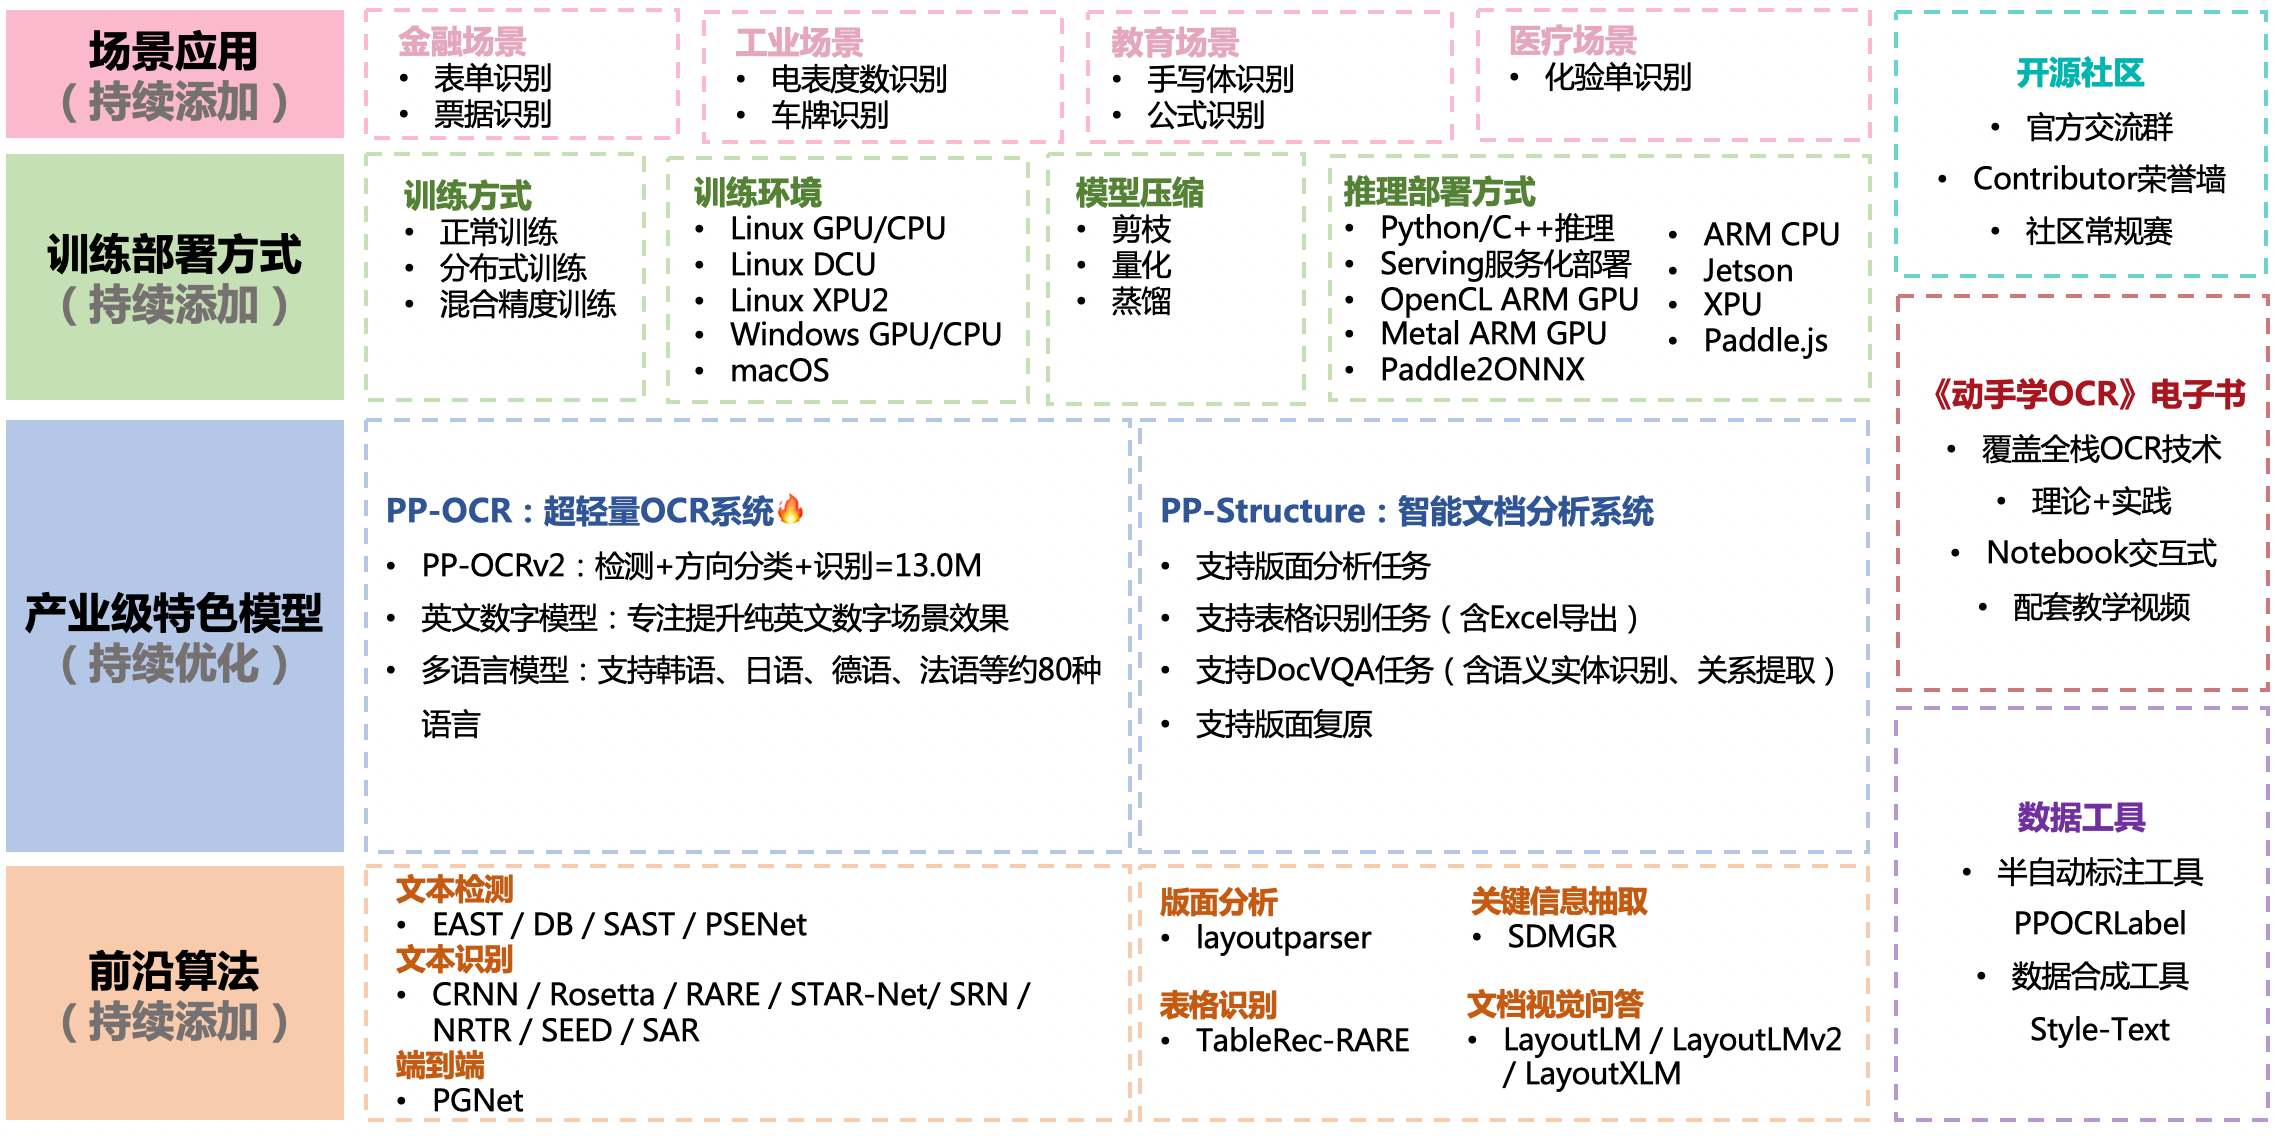 场景应用
（持续添加）
金融场景
• 表单识别
• 票据识别
工业场景
• 电表度数识别
• 车牌识别
教育场景
• 手写体识别
• 公式识别
医疗场景
• 化验单识别
训练部署方式
（持续添加）
训练方式
• 正常训练
• 分布式训练
• 混合精度训练
训练环境
• Linux GPU/CPU
• Linux DCU
• Linux XPU2
• Windows GPU/CPU
• macOS
模型压缩
• 剪枝
• 量化
• 蒸馏
推理部署方式
• Python/C++推理
• Serving服务化部署
• OpenCL ARM GPU
• Metal ARM GPU
• Paddle2ONNX
• ARM CPU
• Jetson
• XPU
• Paddle.js
产业级特色模型
（持续优化）
PP-OCR：超轻量OCR系统🔥
• PP-OCRv2：检测+方向分类+识别=13.0M
• 英文数字模型：专注提升纯英文数字场景效果
• 多语言模型：支持韩语、日语、德语、法语等约80种
语言
PP-Structure：智能文档分析系统
• 支持版面分析任务
• 支持表格识别任务（含Excel导出）
• 支持DocVQA任务（含语义实体识别、关系提取）
• 支持版面复原
前沿算法
（持续添加）
文本检测
• EAST / DB / SAST / PSENet
文本识别
• CRNN / Rosetta / RARE / STAR-Net/ SRN /
NRTR / SEED / SAR
端到端
• PGNet
版面分析
• layoutparser
关键信息抽取
• SDMGR
表格识别
• TableRec-RARE
文档视觉问答
• LayoutLM / LayoutLMv2
/ LayoutXLM
开源社区
• 官方交流群
• Contributor荣誉墙
• 社区常规赛
《动手学OCR》电子书
• 覆盖全栈OCR技术
• 理论+实践
• Notebook交互式
• 配套教学视频
数据工具
• 半自动标注工具
PPOCRLabel
• 数据合成工具
Style-Text